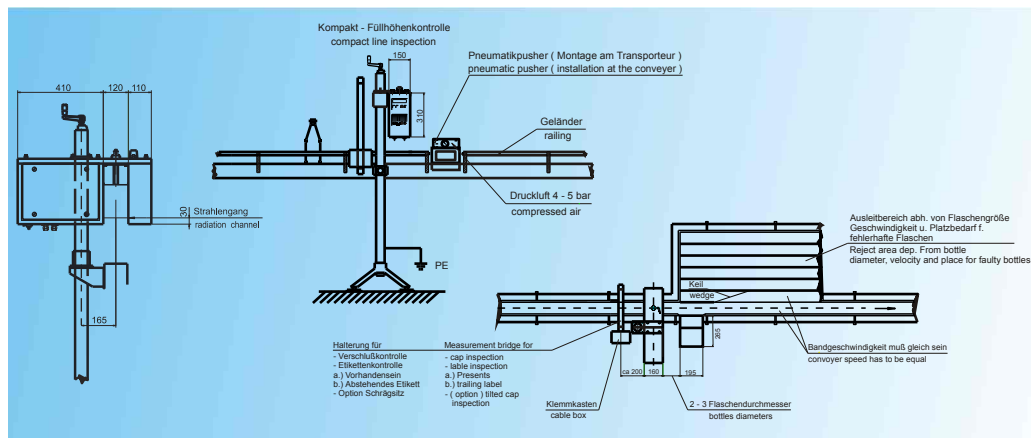 Kompakt - Füllhöhenkontrolle
compact line inspection
150
310
Pneumatikpusher ( Montage am Transporteur )
pneumatic pusher ( installation at the conveyer )
410
120
110
Geländer
railing
Druckluft 4 - 5 bar
compressed air
30
Strahlengang
radiation channel
165
PE
Ausleitbereich abh. von Flaschengröße
Geschwindigkeit u. Platzbedarf f.
fehlerhafte Flaschen
Reject area dep. From bottle
diameter, velocity and place for faulty bottles
Keil
wedge
265
Bandgeschwindigkeit muß gleich sein
convoyer speed has to be equal
Halterung für
- Verschlußkontrolle
- Etikettenkontrolle
a.) Vorhandensein
b.) Abstehendes Etikett
- Option Schrägsitz
Measurement bridge for
- cap inspection
- lable inspection
a.) Presents
b.) trailing label
- ( option ) tilted cap
inspection
ca 200
160
195
Klemmkasten
cable box
2 - 3 Flaschendurchmesser
bottles diameters